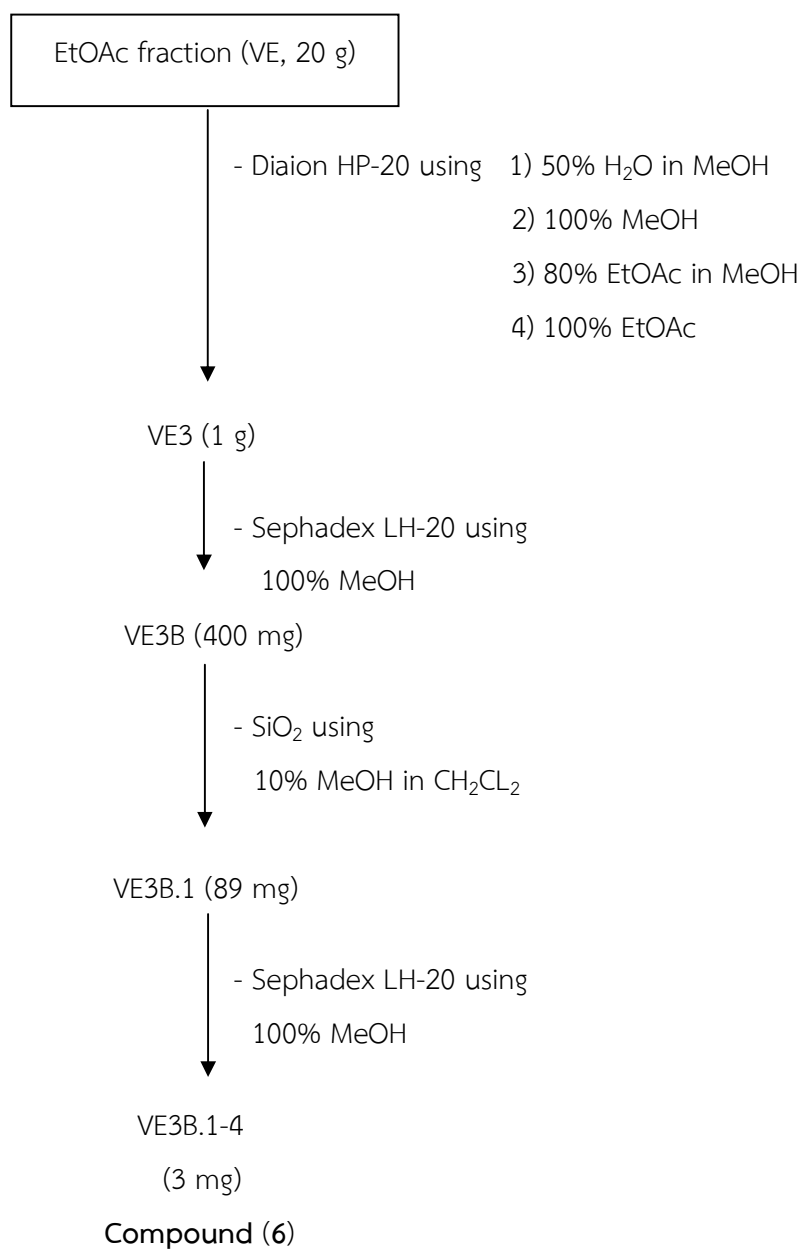 EtOAc fraction (VE, 20 g)
- Diaion HP-20 using 1) 50% H₂O in MeOH
2) 100% MeOH
3) 80% EtOAc in MeOH
4) 100% EtOAc
VE3 (1 g)
- Sephadex LH-20 using
100% MeOH
VE3B (400 mg)
- SiO₂ using
10% MeOH in CH₂CL₂
VE3B.1 (89 mg)
- Sephadex LH-20 using
100% MeOH
VE3B.1-4
(3 mg)
Compound (6)